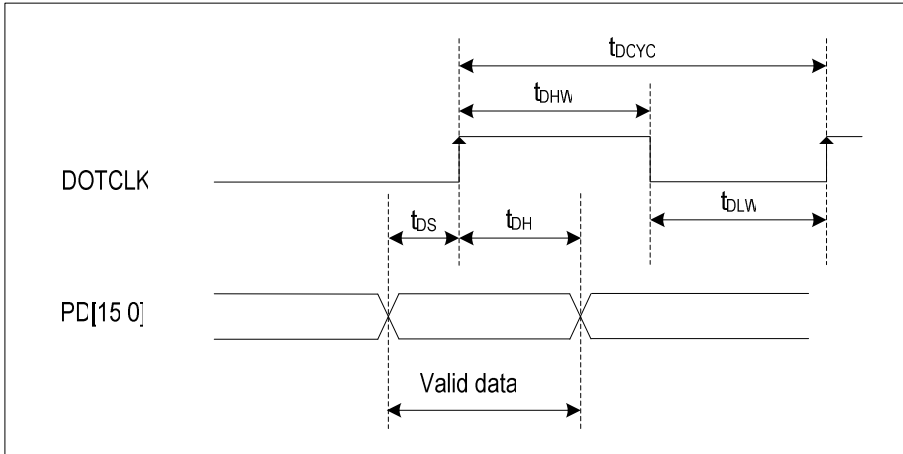 tDCYC
tDHW
DOTCLK
tDLW
tDS
tDH
PD[15 0]
Valid data